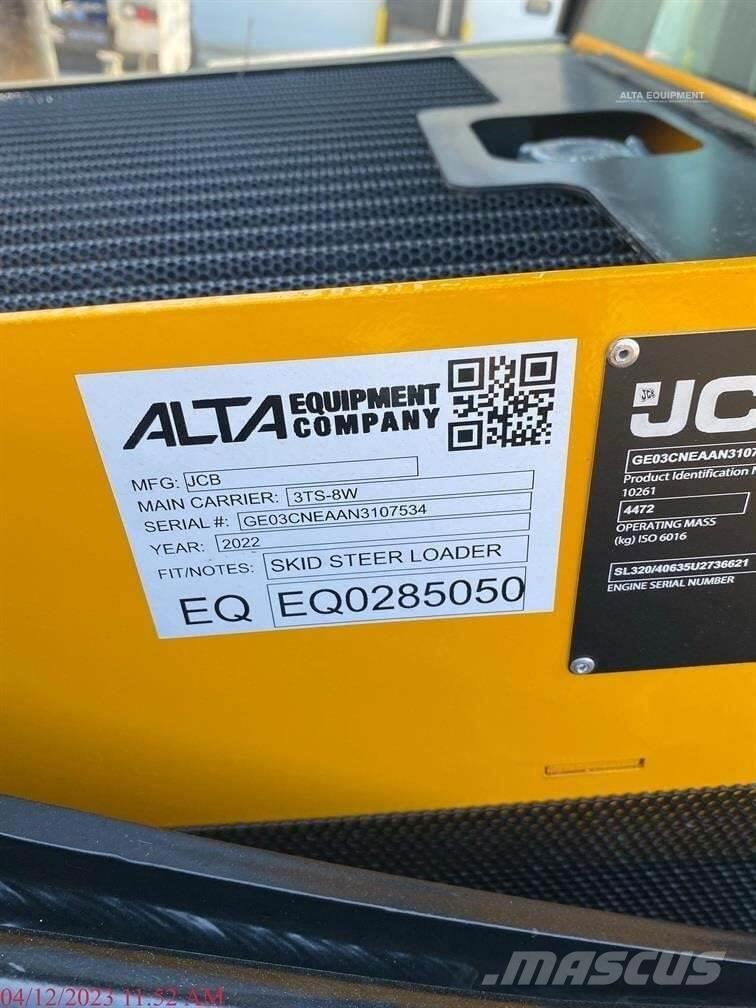 ALTA EQUIPMENT
ALTA EQUIPMENT COMPANY
MFG: JCB
MAIN CARRIER: 3TS-8W
SERIAL #: GE03CNEAAN3107534
YEAR: 2022
FIT/NOTES: SKID STEER LOADER
EQ EQ0285050
JCB
JC
GE03CNEAAN3107
Product Identification
10261
4472
OPERATING MASS
(kg) ISO 6016
SL320/40635U2736621
ENGINE SERIAL NUMBER
04/12/2023 11:52 AM
MASCUS